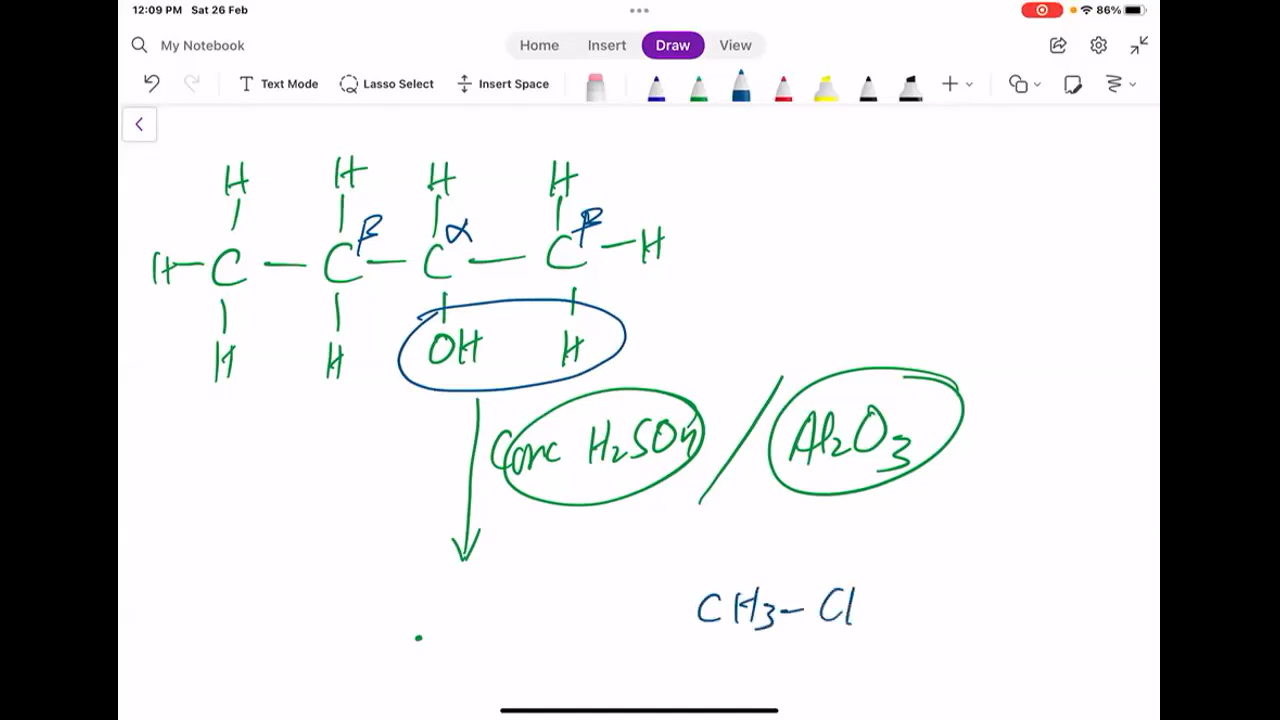 12:09 PM Sat 26 Feb 86%
My Notebook Home Insert Draw View
Text Mode Lasso Select Insert Space
H H H H
β α β
H C C C C H
H H OH H
Conc H2SO4 / Al2O3
CH3- Cl